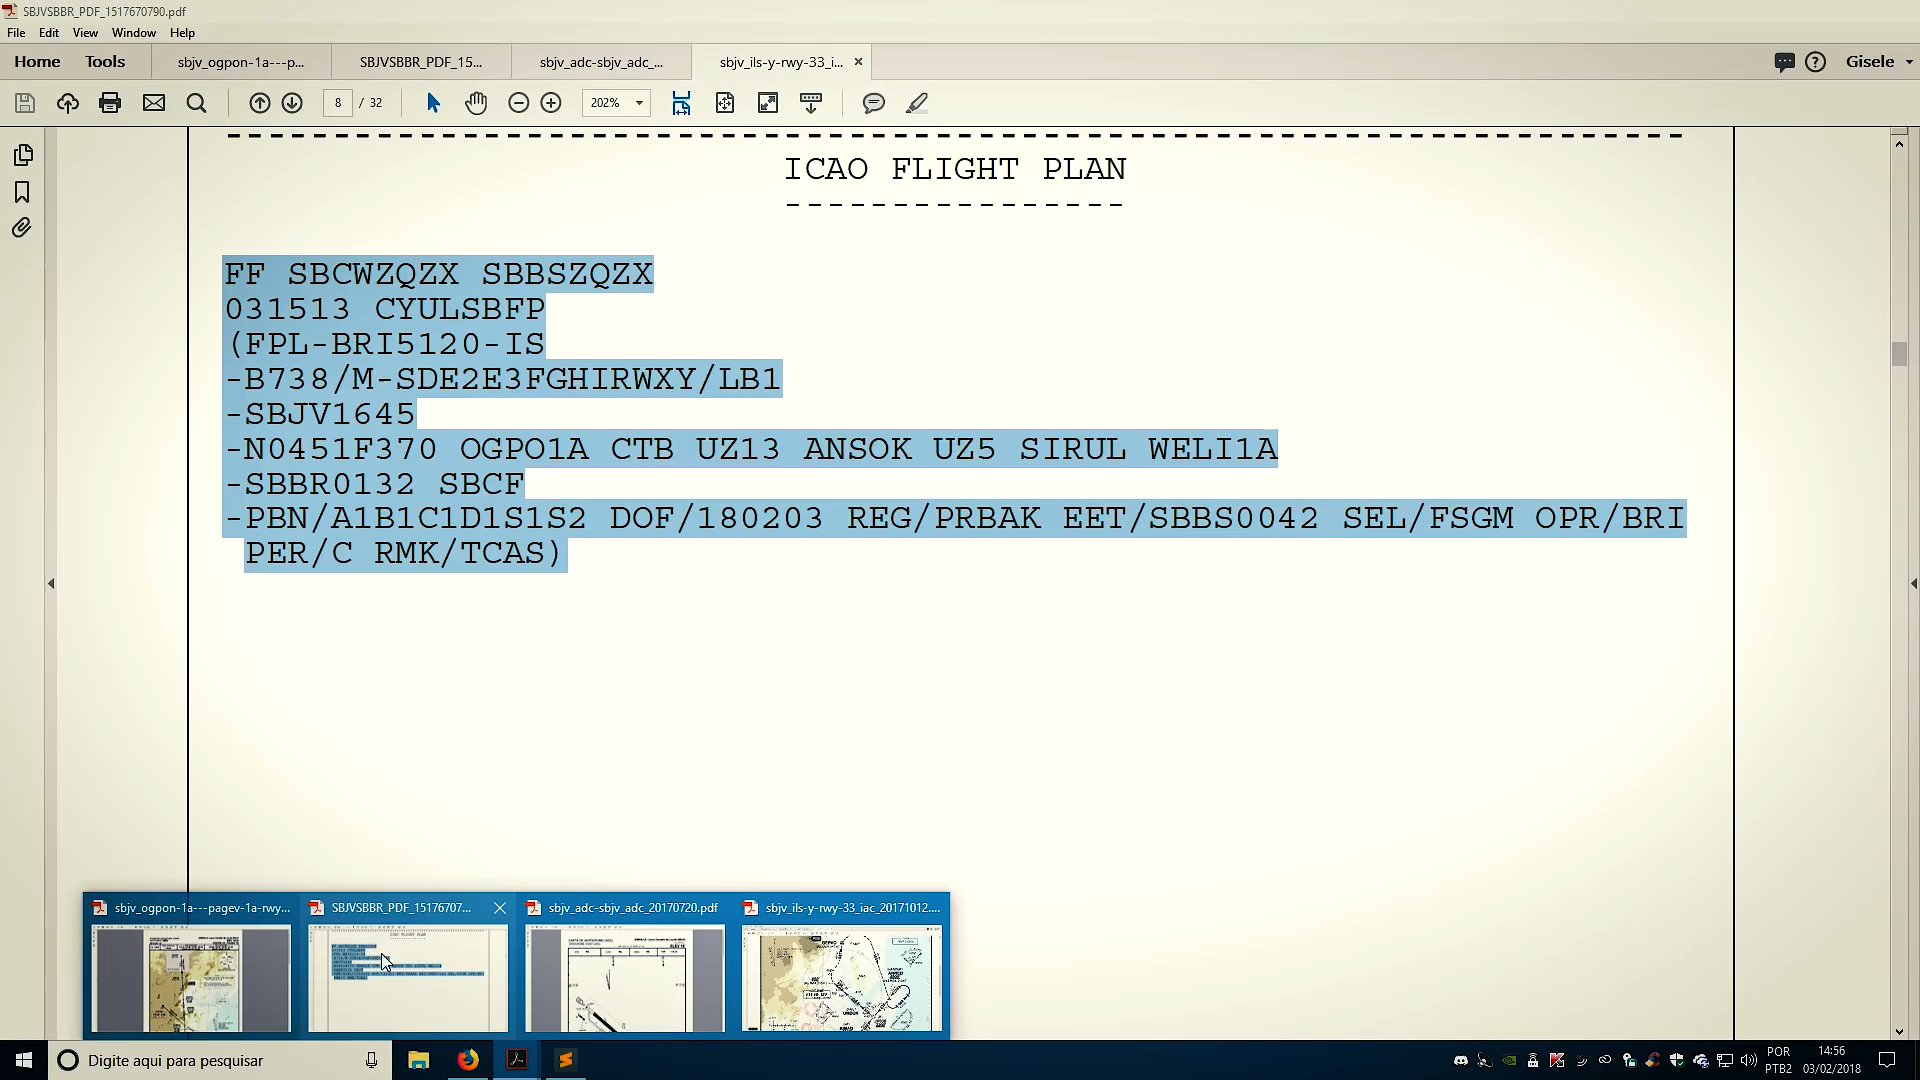 SBJVSBBR_PDF_1517670790.pdf
File Edit View Window Help
Home Tools sbjv_ogpon-1a---p... SBJVSBBR_PDF_15... sbjv_adc-sbjv_adc_... sbjv_ils-y-rwy-33_i... Gisele
8 / 32 202%
ICAO FLIGHT PLAN
FF SBCWZQZX SBBSZQZX
031513 CYULSBFP
(FPL-BRI5120-IS
-B738/M-SDE2E3FGHIRWXY/LB1
-SBJV1645
-N0451F370 OGPO1A CTB UZ13 ANSOK UZ5 SIRUL WELI1A
-SBBR0132 SBCF
-PBN/A1B1C1D1S1S2 DOF/180203 REG/PRBAK EET/SBBS0042 SEL/FSGM OPR/BRI
PER/C RMK/TCAS)
sbjv_ogpon-1a---pagev-1a-rwy... SBJVSBBR_PDF_15176707... sbjv_adc-sbjv_adc_20170720.pdf sbjv_ils-y-rwy-33_iac_20171012....
Digite aqui para pesquisar
POR 14:56
PTB2 03/02/2018